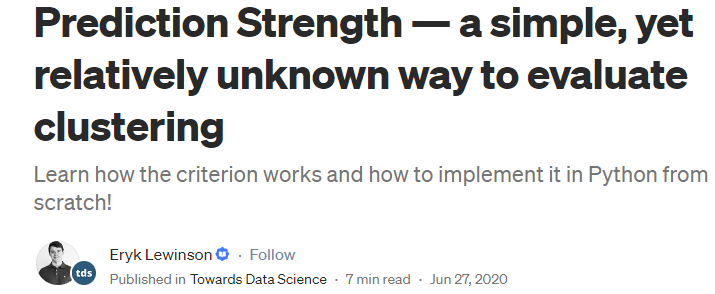 Prediction Strength — a simple, yet
relatively unknown way to evaluate
clustering
Learn how the criterion works and how to implement it in Python from
scratch!
Eryk Lewinson · Follow
tds
Published in Towards Data Science · 7 min read · Jun 27, 2020